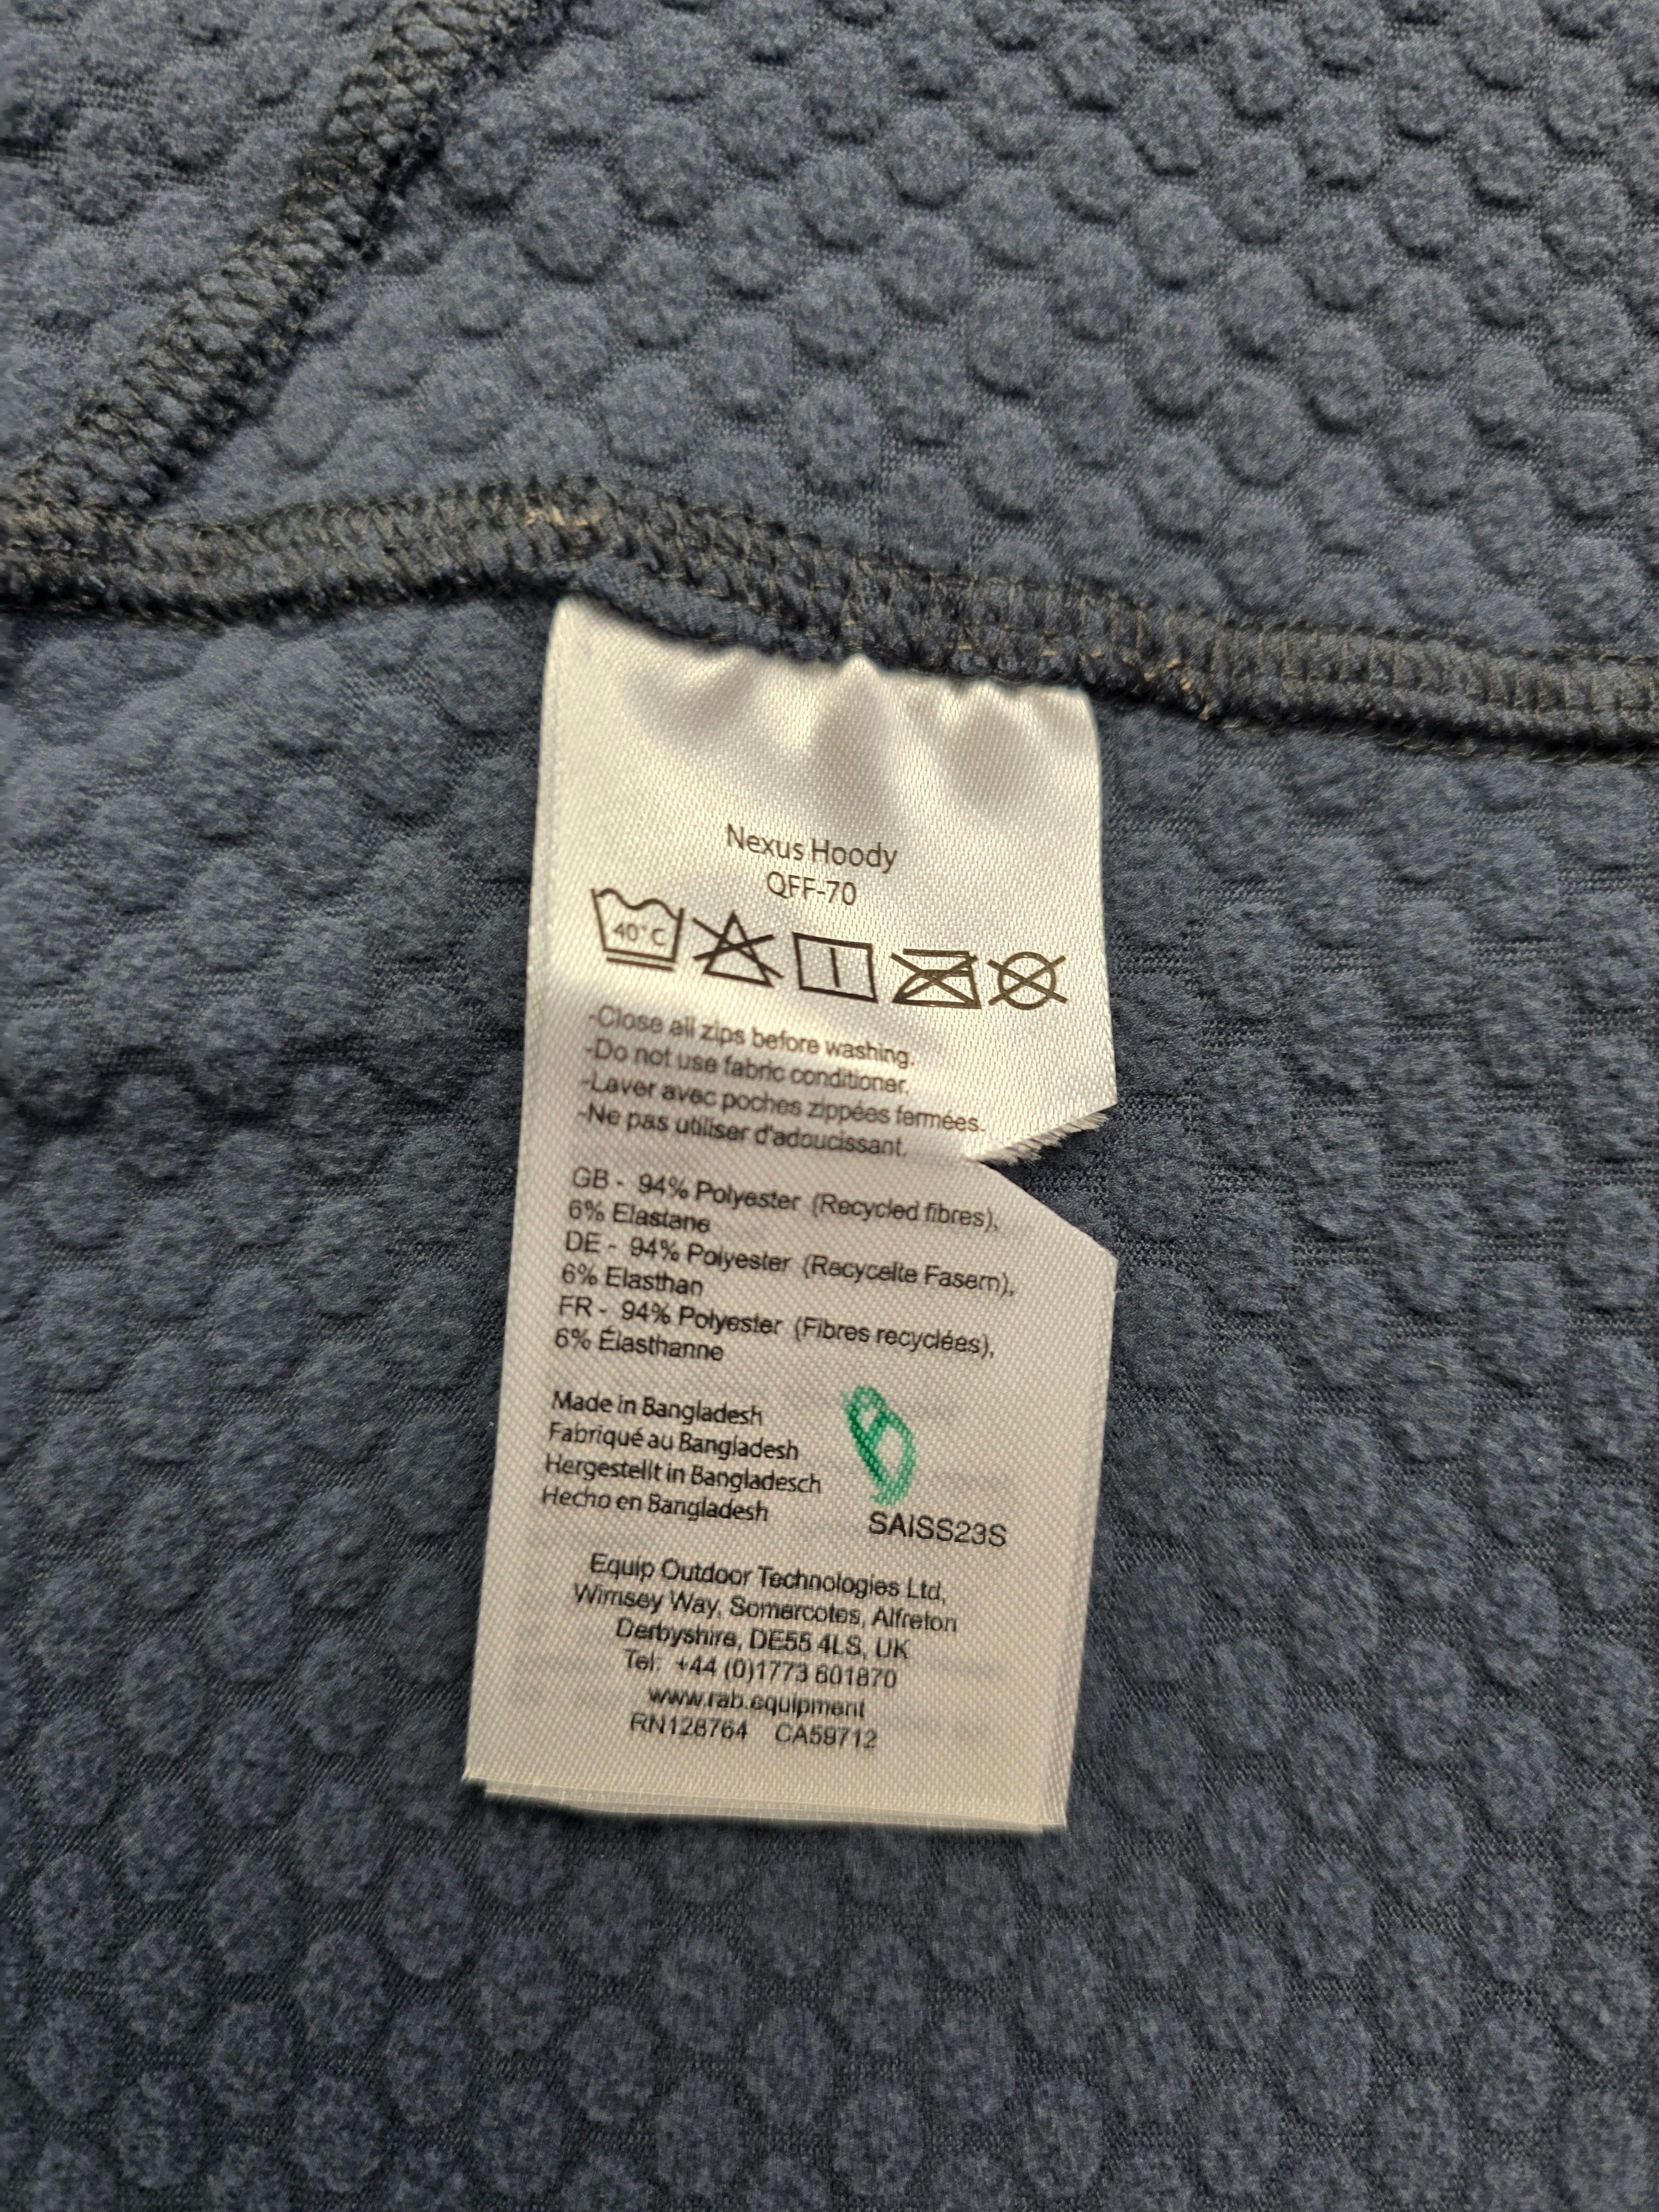 Nexus Hoody
QFF-70
40°C
-Close all zips before washing.
-Do not use fabric conditioner.
-Laver avec poches zippées fermées.
-Ne pas utiliser d'adoucissant.
GB - 94% Polyester (Recycled fibres),
6% Elastane
DE - 94% Polyester (Recycelte Fasern),
6% Elasthan
FR - 94% Polyester (Fibres recyclées),
6% Élasthanne
Made in Bangladesh
Fabriqué au Bangladesh
Hergestellt in Bangladesch
Hecho en Bangladesh
SAISS23S
Equip Outdoor Technologies Ltd,
Wimsey Way, Somercotes, Alfreton
Derbyshire, DE55 4LS, UK
Tel: +44 (0)1773 601870
www.rab.equipment
RN128764 CA59712